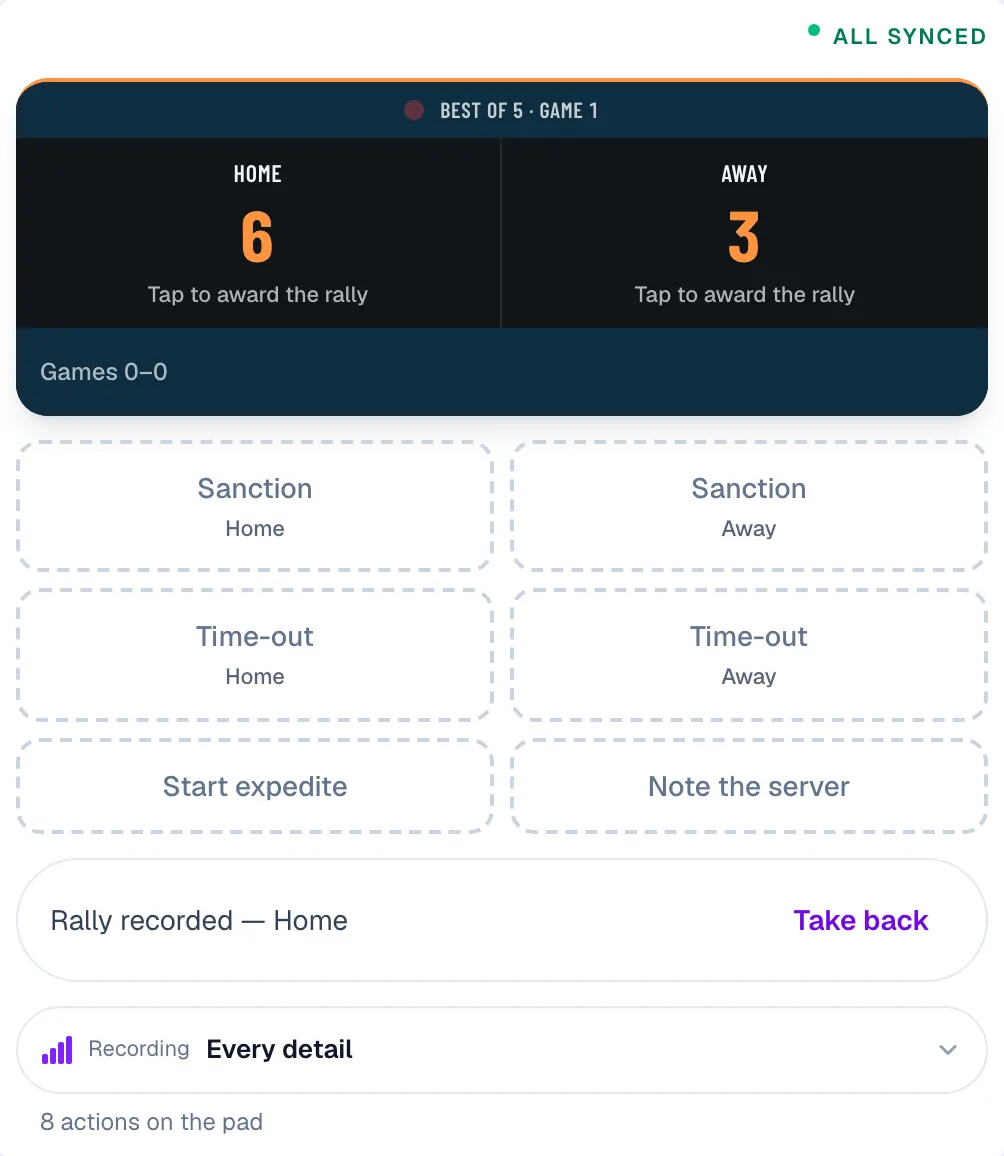 ALL SYNCED
BEST OF 5 · GAME 1
HOME
AWAY
6
3
Tap to award the rally
Tap to award the rally
Games 0–0
Sanction
Home
Sanction
Away
Time-out
Home
Time-out
Away
Start expedite
Note the server
Rally recorded — Home
Take back
Recording Every detail
8 actions on the pad